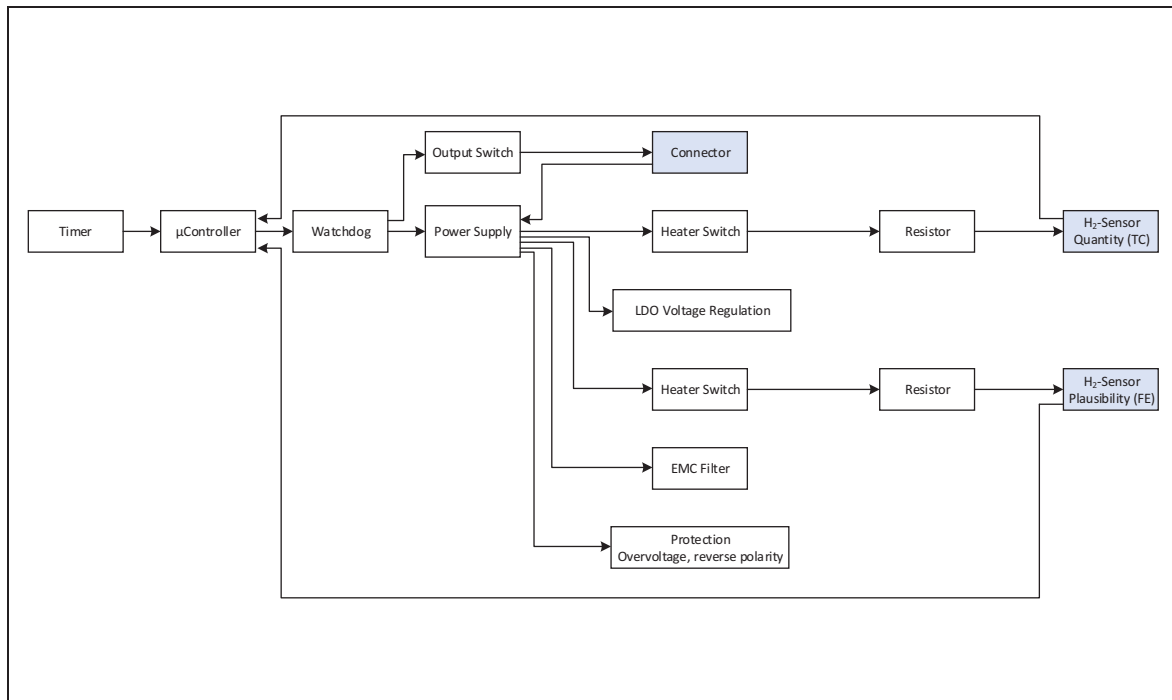 Output Switch
Connector
Timer
µController
Watchdog
Power Supply
Heater Switch
Resistor
H₂-Sensor
Quantity (TC)
LDO Voltage Regulation
Heater Switch
Resistor
H₂-Sensor
Plausibility (FE)
EMC Filter
Protection
Overvoltage, reverse polarity